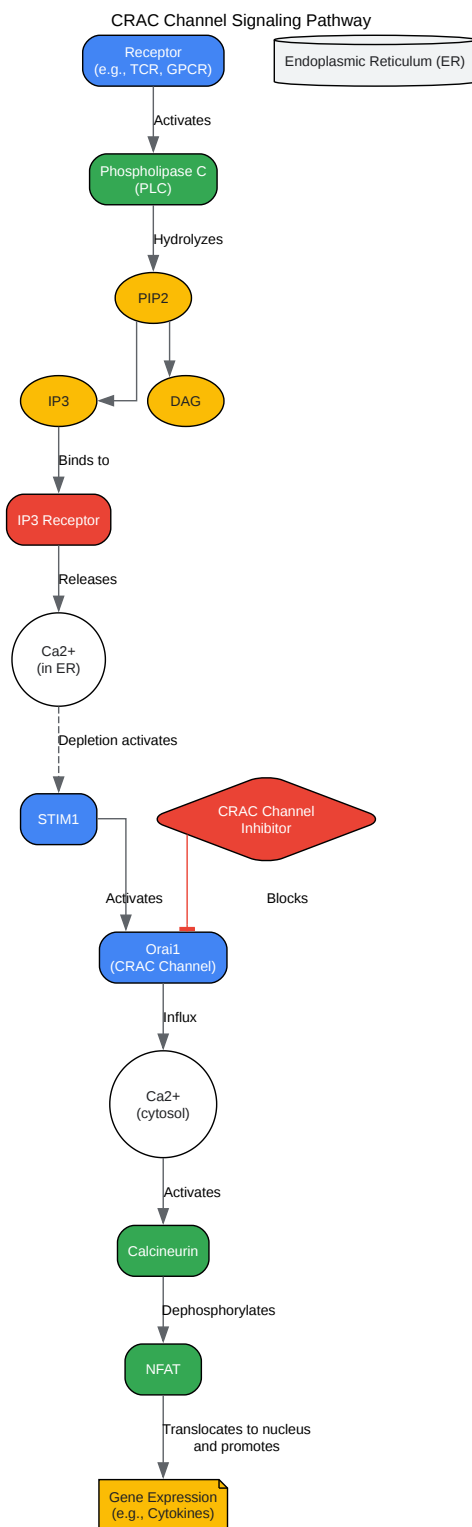 CRAC Channel Signaling Pathway
Receptor
(e.g., TCR, GPCR)
Endoplasmic Reticulum (ER)
Activates
Phospholipase C
(PLC)
Hydrolyzes
PIP2
IP3
DAG
Binds to
IP3 Receptor
Releases
Ca2+
(in ER)
Depletion activates
STIM1
CRAC Channel
Inhibitor
Activates
Blocks
Orai1
(CRAC Channel)
Influx
Ca2+
(cytosol)
Activates
Calcineurin
Dephosphorylates
NFAT
Translocates to nucleus
and promotes
Gene Expression
(e.g., Cytokines)